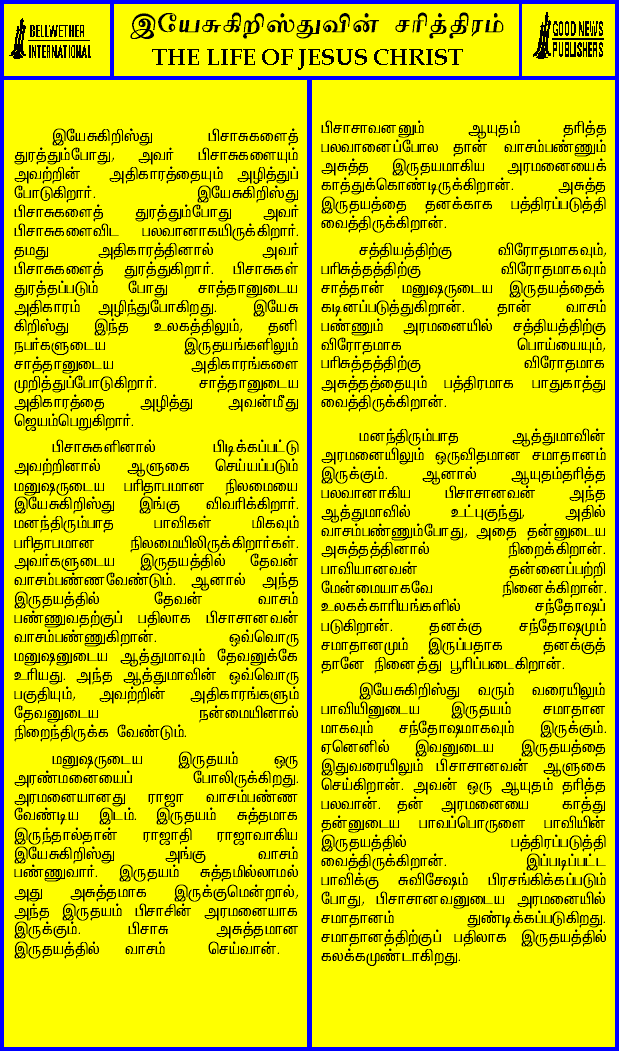 BELLWETHER
INTERNATIONAL
இயேசுகிறிஸ்துவின் சரித்திரம்
THE LIFE OF JESUS CHRIST
GOOD NEWS
PUBLISHERS
இயேசுகிறிஸ்து பிசாசுகளைத்
துரத்தும்போது, அவர் பிசாசுகளையும்
அவற்றின் அதிகாரத்தையும் அழித்துப்
போடுகிறார். இயேசுகிறிஸ்து
பிசாசுகளைத் துரத்தும்போது அவர்
பிசாசுகளைவிட பலவானாகயிருக்கிறார்.
தமது அதிகாரத்தினால் அவர்
பிசாசுகளைத் துரத்துகிறார். பிசாசுகள்
துரத்தப்படும் போது சாத்தானுடைய
அதிகாரம் அழிந்துபோகிறது. இயேசு
கிறிஸ்து இந்த உலகத்திலும், தனி
நபர்களுடைய இருதயங்களிலும்
சாத்தானுடைய அதிகாரங்களை
முறித்துப்போடுகிறார். சாத்தானுடைய
அதிகாரத்தை அழித்து அவன்மீது
ஜெயம்பெறுகிறார்.
பிசாசுகளினால் பிடிக்கப்பட்டு
அவற்றினால் ஆளுகை செய்யப்படும்
மனுஷருடைய பரிதாபமான நிலமையை
இயேசுகிறிஸ்து இங்கு விவரிக்கிறார்.
மனந்திரும்பாத பாவிகள் மிகவும்
பரிதாபமான நிலமையிலிருக்கிறார்கள்.
அவர்களுடைய இருதயத்தில் தேவன்
வாசம்பண்ணவேண்டும். ஆனால் அந்த
இருதயத்தில் தேவன் வாசம்
பண்ணுவதற்குப் பதிலாக பிசாசானவன்
வாசம்பண்ணுகிறான். ஒவ்வொரு
மனுஷனுடைய ஆத்துமாவும் தேவனுக்கே
உரியது. அந்த ஆத்துமாவின் ஒவ்வொரு
பகுதியும், அவற்றின் அதிகாரங்களும்
தேவனுடைய நன்மையினால்
நிறைந்திருக்க வேண்டும்.
மனுஷருடைய இருதயம் ஒரு
அரண்மனையைப் போலிருக்கிறது.
அரமனையானது ராஜா வாசம்பண்ண
வேண்டிய இடம். இருதயம் சுத்தமாக
இருந்தால்தான் ராஜாதி ராஜாவாகிய
இயேசுகிறிஸ்து அங்கு வாசம்
பண்ணுவார். இருதயம் சுத்தமில்லாமல்
அது அசுத்தமாக இருக்குமென்றால்,
அந்த இருதயம் பிசாசின் அரமனையாக
இருக்கும். பிசாசு அசுத்தமான
இருதயத்தில் வாசம் செய்வான்.
பிசாசாவனனும் ஆயுதம் தரித்த
பலவானைப்போல தான் வாசம்பண்ணும்
அசுத்த இருதயமாகிய அரமனையைக்
காத்துக்கொண்டிருக்கிறான். அசுத்த
இருதயத்தை தனக்காக பத்திரப்படுத்தி
வைத்திருக்கிறான்.
சத்தியத்திற்கு விரோதமாகவும்,
பரிசுத்தத்திற்கு விரோதமாகவும்
சாத்தான் மனுஷருடைய இருதயத்தைக்
கடினப்படுத்துகிறான். தான் வாசம்
பண்ணும் அரமனையில் சத்தியத்திற்கு
விரோதமாக பொய்யையும்,
பரிசுத்தத்திற்கு விரோதமாக
அசுத்தத்தையும் பத்திரமாக பாதுகாத்து
வைத்திருக்கிறான்.
மனந்திரும்பாத ஆத்துமாவின்
அரமனையிலும் ஒருவிதமான சமாதானம்
இருக்கும். ஆனால் ஆயுதம்தரித்த
பலவானாகிய பிசாசானவன் அந்த
ஆத்துமாவில் உட்புகுந்து, அதில்
வாசம்பண்ணும்போது, அதை தன்னுடைய
அசுத்தத்தினால் நிறைக்கிறான்.
பாவியானவன் தன்னைப்பற்றி
மேன்மையாகவே நினைக்கிறான்.
உலகக்காரியங்களில் சந்தோஷப்
படுகிறான். தனக்கு சந்தோஷமும்
சமாதானமும் இருப்பதாக தனக்குத்
தானே நினைத்து பூரிப்படைகிறான்.
இயேசுகிறிஸ்து வரும் வரையிலும்
பாவியினுடைய இருதயம் சமாதான
மாகவும் சந்தோஷமாகவும் இருக்கும்.
ஏனெனில் இவனுடைய இருதயத்தை
இதுவரையிலும் பிசாசானவன் ஆளுகை
செய்கிறான். அவன் ஒரு ஆயுதம் தரித்த
பலவான். தன் அரமனையை காத்து
தன்னுடைய பாவப்பொருளை பாவியின்
இருதயத்தில் பத்திரப்படுத்தி
வைத்திருக்கிறான். இப்படிப்பட்ட
பாவிக்கு சுவிசேஷம் பிரசங்கிக்கப்படும்
போது, பிசாசானவனுடைய அரமனையில்
சமாதானம் துண்டிக்கப்படுகிறது.
சமாதானத்திற்குப் பதிலாக இருதயத்தில்
கலக்கமுண்டாகிறது.